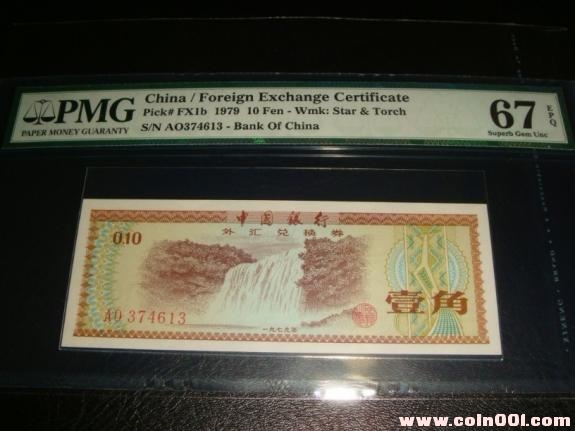 PMG
PAPER MONEY GUARANTY
China / Foreign Exchange Certificate
Pick# FX1b 1979 10 Fen - Wmk: Star & Torch
S/N AO374613 - Bank Of China
67
EPQ
Superb Gem Unc
中国银行
外汇兑换券
0.10
AO 374613
一九七九年
壹角
www.coin001.com